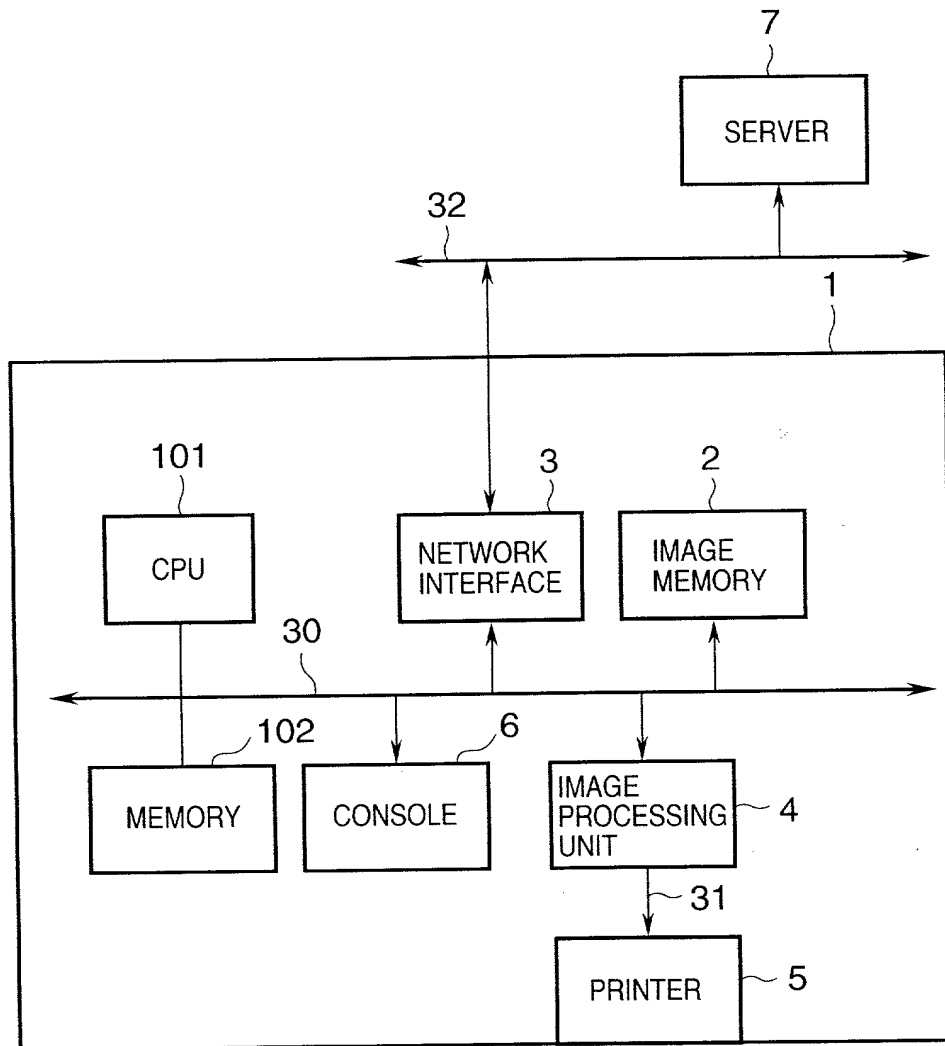 7
SERVER
32
1
101
CPU
3
NETWORK
INTERFACE
2
IMAGE
MEMORY
30
102
MEMORY
6
CONSOLE
IMAGE
PROCESSING
UNIT
4
31
PRINTER
5